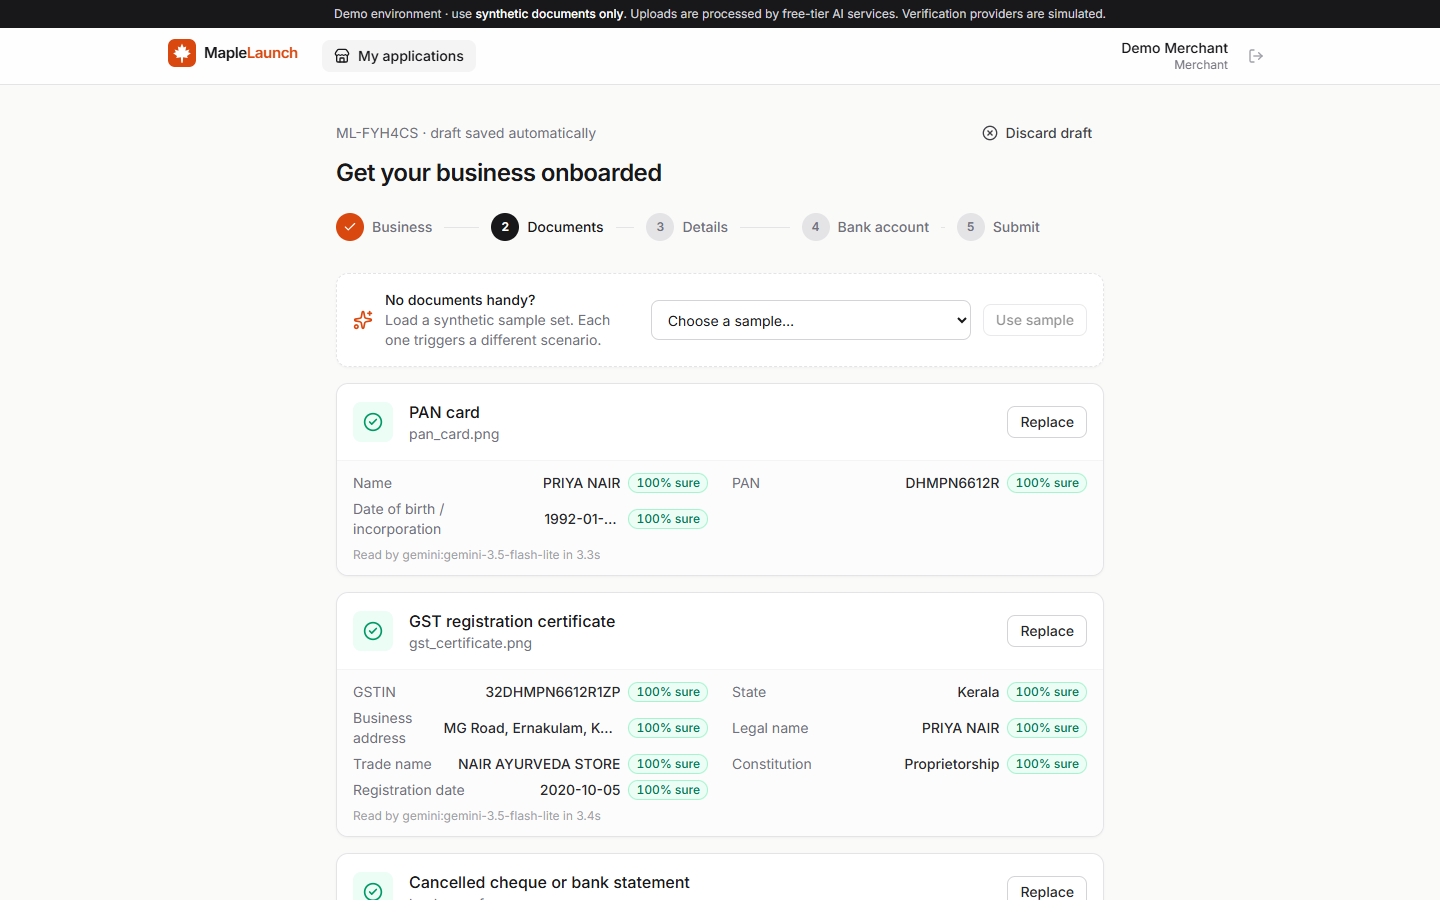 Demo environment · use synthetic documents only. Uploads are processed by free-tier AI services. Verification providers are simulated.
MapleLaunch
My applications
Demo Merchant
Merchant
ML-FYH4CS · draft saved automatically
Discard draft
Get your business onboarded
Business
2 Documents
3 Details
4 Bank account
5 Submit
No documents handy?
Load a synthetic sample set. Each
one triggers a different scenario.
Choose a sample...
Use sample
PAN card
pan_card.png
Replace
Name PRIYA NAIR 100% sure
PAN DHMPN6612R 100% sure
Date of birth /
incorporation
1992-01-... 100% sure
Read by gemini:gemini-3.5-flash-lite in 3.3s
GST registration certificate
gst_certificate.png
Replace
GSTIN 32DHMPN6612R1ZP 100% sure
State Kerala 100% sure
Business
address
MG Road, Ernakulam, K... 100% sure
Legal name PRIYA NAIR 100% sure
Trade name NAIR AYURVEDA STORE 100% sure
Constitution Proprietorship 100% sure
Registration date 2020-10-05 100% sure
Read by gemini:gemini-3.5-flash-lite in 3.4s
Cancelled cheque or bank statement
Replace